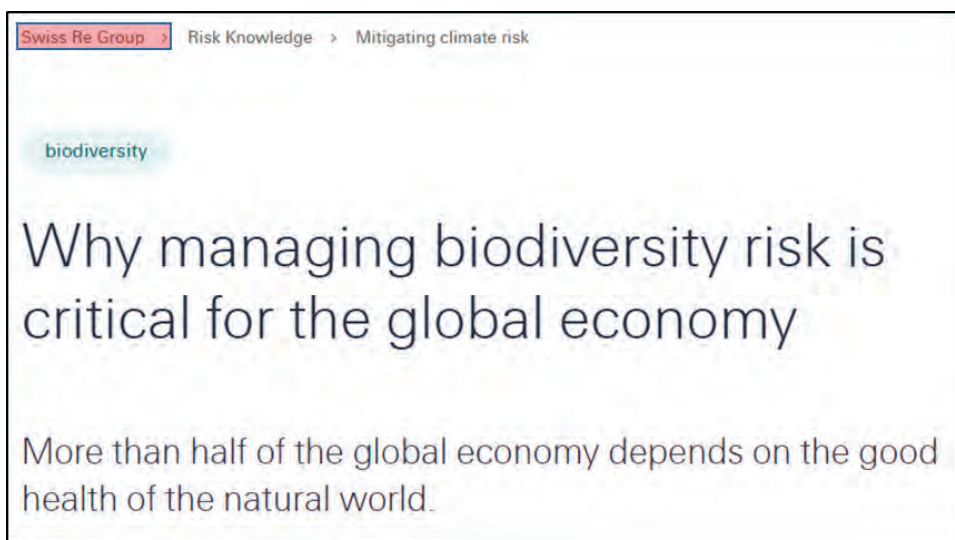 Swiss Re Group > Risk Knowledge > Mitigating climate risk
biodiversity
Why managing biodiversity risk is
critical for the global economy
More than half of the global economy depends on the good
health of the natural world.